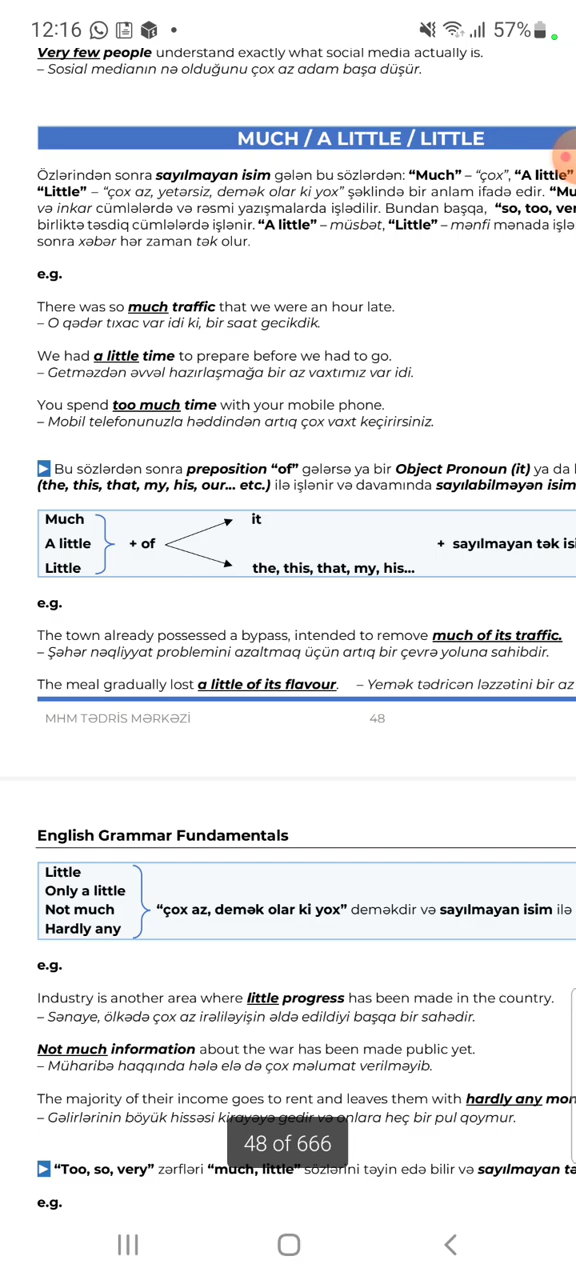 12:16 57%
Very few people understand exactly what social media actually is.
– Sosial medianın nə olduğunu çox az adam başa düşür.
MUCH / A LITTLE / LITTLE
Özlərindən sonra sayılmayan isim gələn bu sözlərdən: “Much” – “çox”, “A little”
“Little” – “çox az, yetərsiz, demək olar ki yox” şəklində bir anlam ifadə edir. “Mu
və inkar cümlələrdə və rəsmi yazışmalarda işlədilir. Bundan başqa, “so, too, ver
birliktə təsdiq cümlələrdə işlənir. “A little” – müsbət, “Little” – mənfi mənada işlə
sonra xəbər hər zaman tək olur.
e.g.
There was so much traffic that we were an hour late.
– O qədər tıxac var idi ki, bir saat gecikdik.
We had a little time to prepare before we had to go.
– Getməzdən əvvəl hazırlaşmağa bir az vaxtımız var idi.
You spend too much time with your mobile phone.
– Mobil telefonunuzla həddindən artıq çox vaxt keçirirsiniz.
Bu sözlərdən sonra preposition “of” gələrsə ya bir Object Pronoun (it) ya da
(the, this, that, my, his, our... etc.) ilə işlənir və davamında sayılabilməyən isim
Much it
A little + of + sayılmayan tək isi
Little the, this, that, my, his...
e.g.
The town already possessed a bypass, intended to remove much of its traffic.
– Şəhər nəqliyyat problemini azaltmaq üçün artıq bir çevrə yoluna sahibdir.
The meal gradually lost a little of its flavour. – Yemək tədricən ləzzətini bir az
MHM TƏDRİS MƏRKƏZİ 48
English Grammar Fundamentals
Little
Only a little
Not much “çox az, demək olar ki yox” deməkdir və sayılmayan isim ilə
Hardly any
e.g.
Industry is another area where little progress has been made in the country.
– Sənaye, ölkədə çox az irəliləyişin əldə edildiyi başqa bir sahədir.
Not much information about the war has been made public yet.
– Müharibə haqqında hələ elə də çox məlumat verilməyib.
The majority of their income goes to rent and leaves them with hardly any mon
– Gəlirlərinin böyük hissəsi kirayəyə gedir və onlara heç bir pul qoymur.
48 of 666
“Too, so, very” zərfləri “much, little” sözlərini təyin edə bilir və sayılmayan tə
e.g.